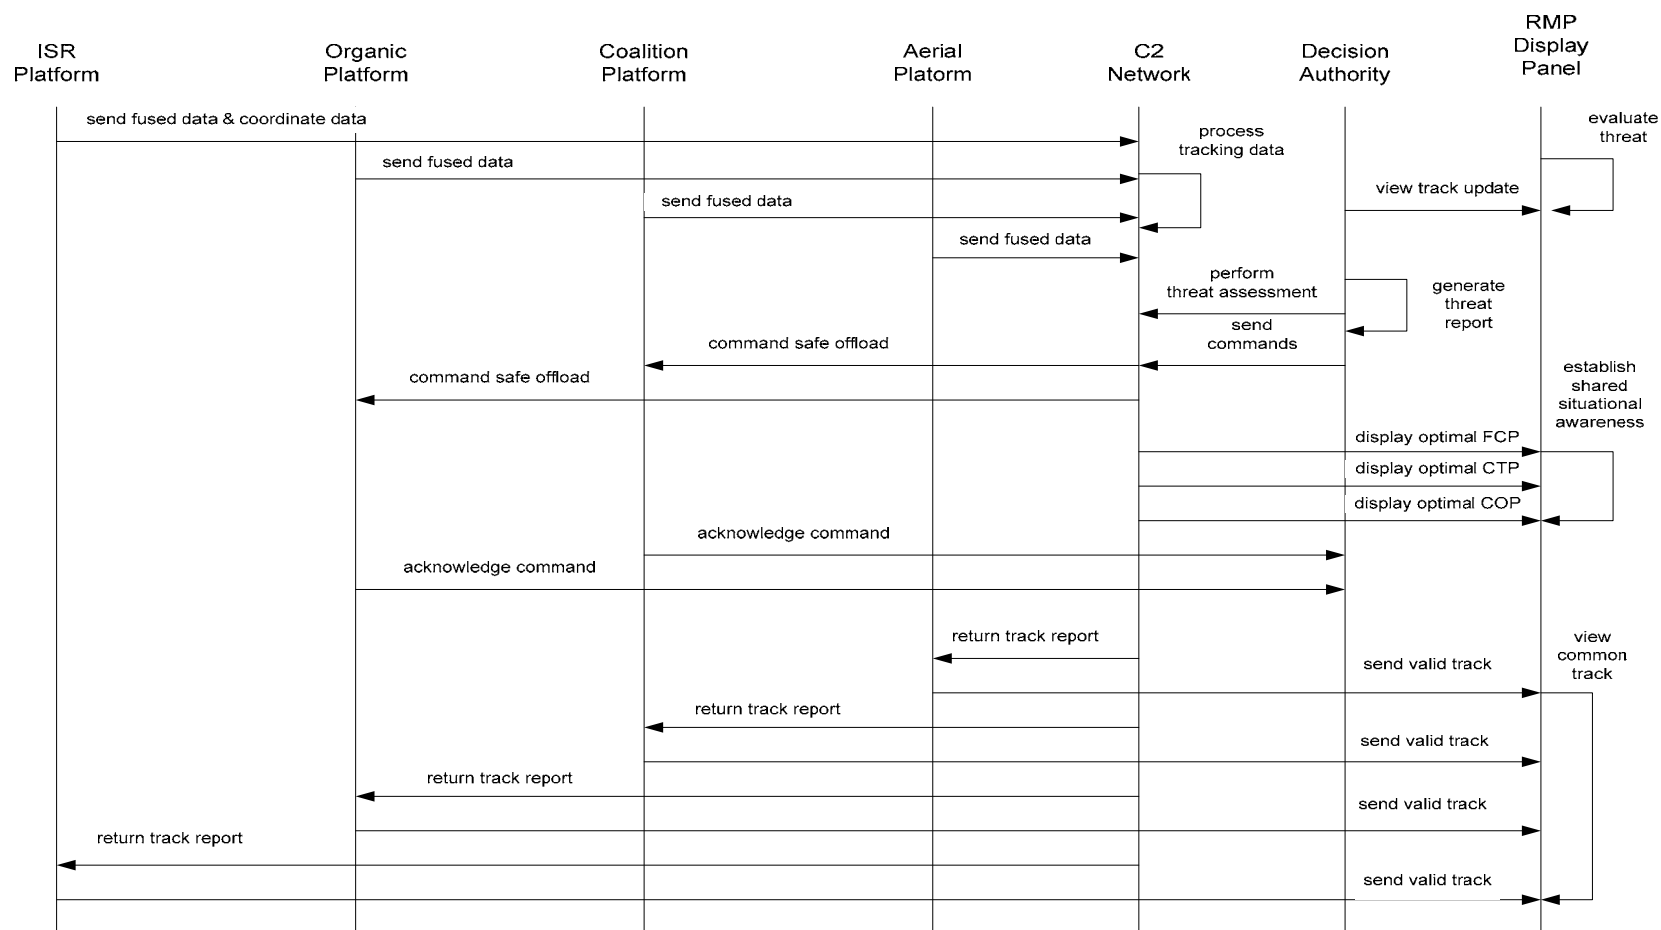 ISR
Platform
Organic
Platform
Coalition
Platform
Aerial
Platorm
C2
Network
Decision
Authority
RMP
Display
Panel
send fused data & coordinate data
process
tracking data
evaluate
threat
send fused data
view track update
send fused data
send fused data
perform
threat assessment
generate
threat
report
send
commands
command safe offload
command safe offload
establish
shared
situational
awareness
display optimal FCP
display optimal CTP
display optimal COP
acknowledge command
acknowledge command
return track report
view
common
track
send valid track
return track report
send valid track
return track report
send valid track
return track report
send valid track